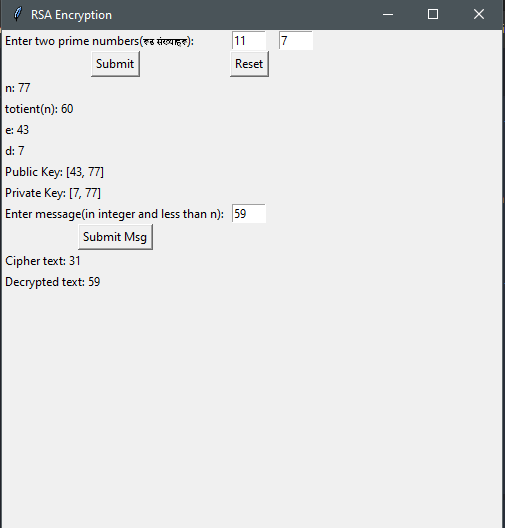 RSA Encryption
Enter two prime numbers(रुढ संख्याहरु): 11 7
Submit Reset
n: 77
totient(n): 60
e: 43
d: 7
Public Key: [43, 77]
Private Key: [7, 77]
Enter message(in integer and less than n): 59
Submit Msg
Cipher text: 31
Decrypted text: 59